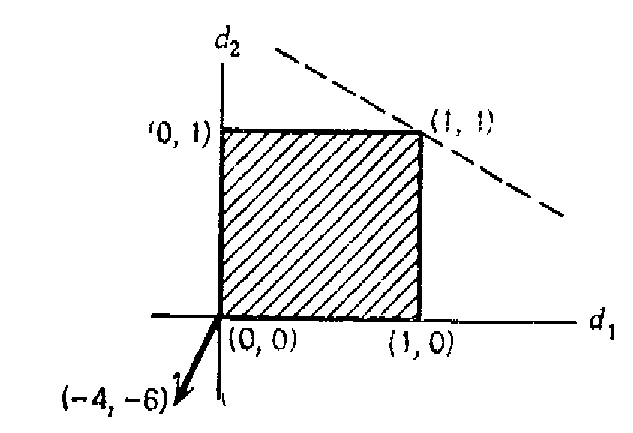 d₂
(0, 1)
(1, 1)
(0, 0)
(1, 0)
d₁
(-4, -6)